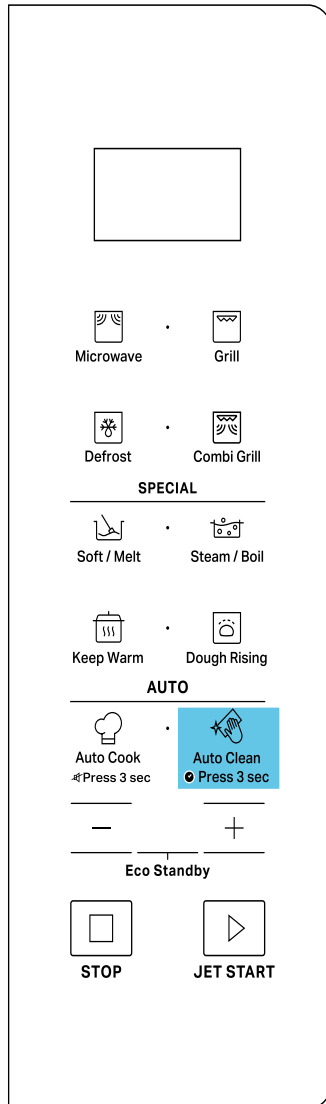 Microwave Grill
Defrost Combi Grill
SPECIAL
Soft / Melt Steam / Boil
Keep Warm Dough Rising
AUTO
Auto Cook Auto Clean
Press 3 sec Press 3 sec
− +
Eco Standby
STOP JET START